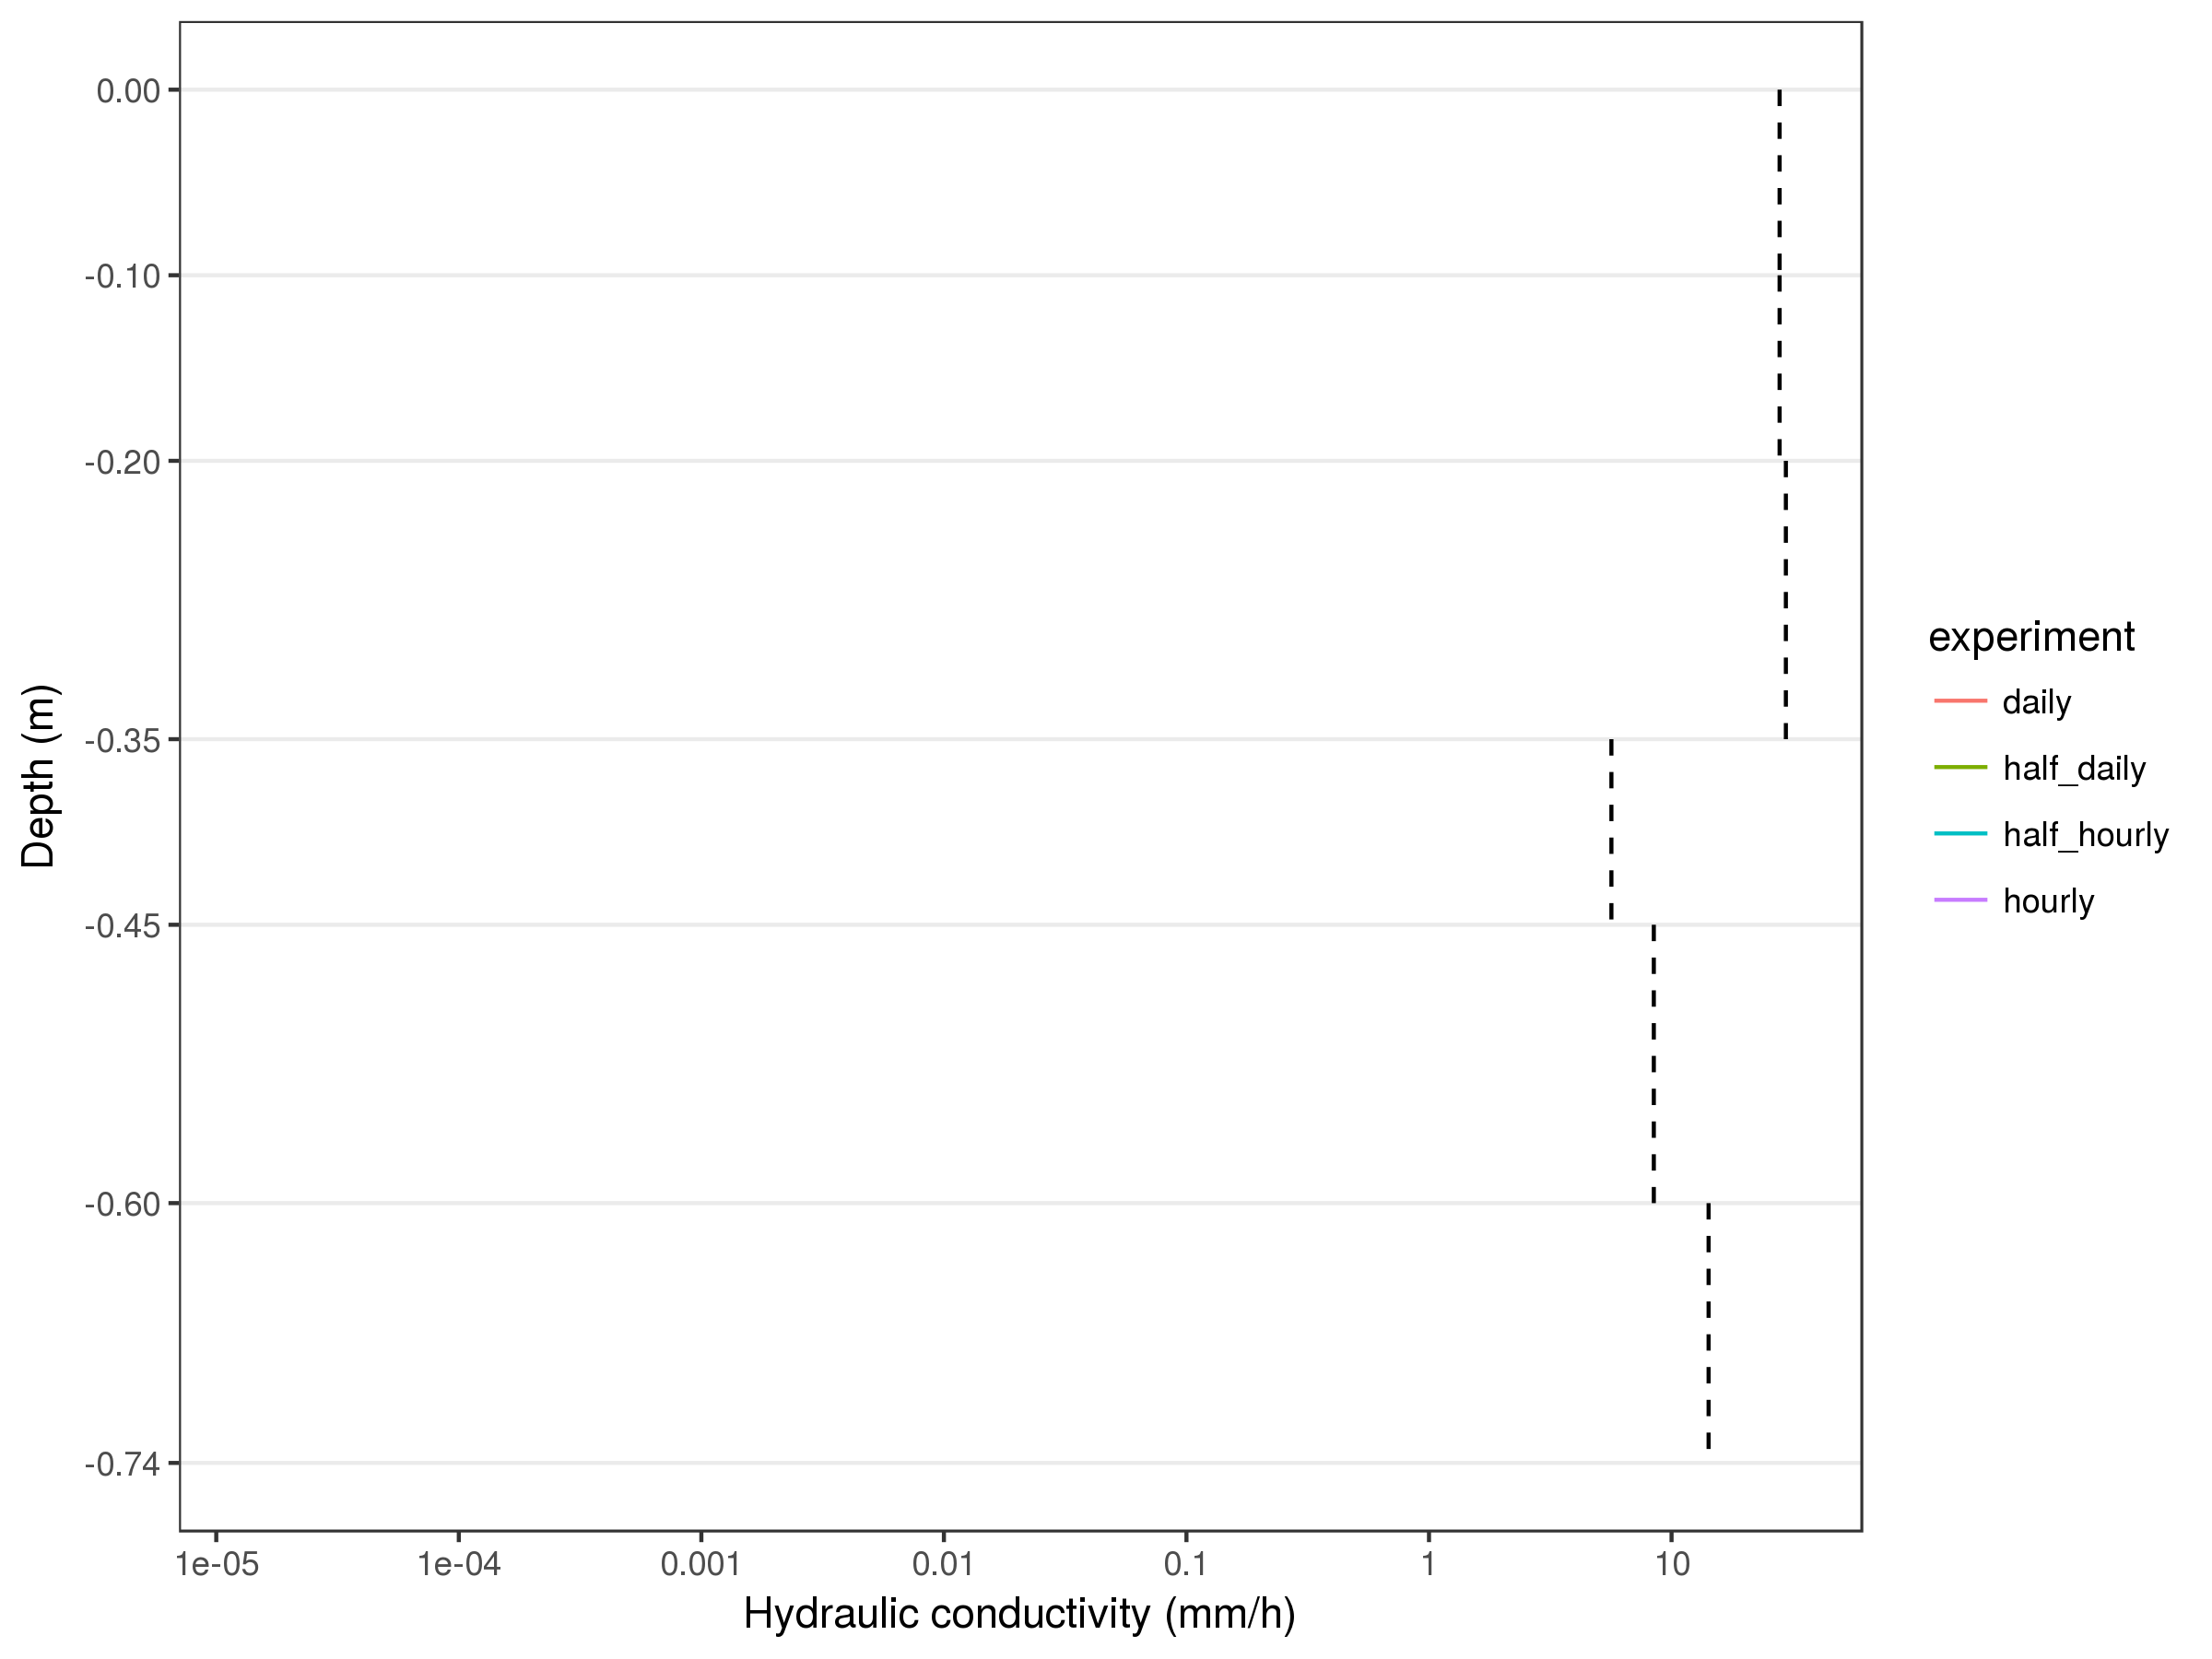 0.00
-0.10
-0.20
-0.35
-0.45
-0.60
-0.74
Depth (m)
1e-05 1e-04 0.001 0.01 0.1 1 10
Hydraulic conductivity (mm/h)
experiment
daily
half_daily
half_hourly
hourly